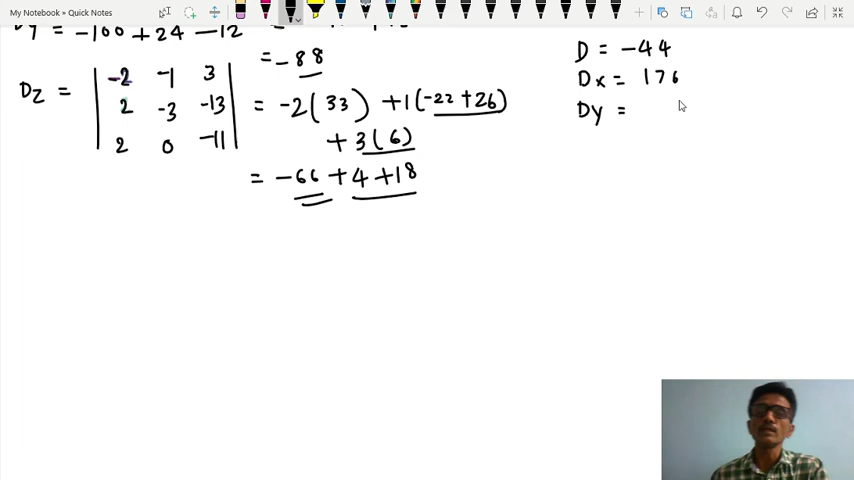 My Notebook » Quick Notes
= -100 + 24 - 12
= -88
Dz = | -2 -1 3 | 
| 2 -3 -13 | = -2(33) + 1(-22 + 26)
| 2 0 -11 | + 3(6)
= -66 + 4 + 18
D = -44
Dx = 176
Dy =